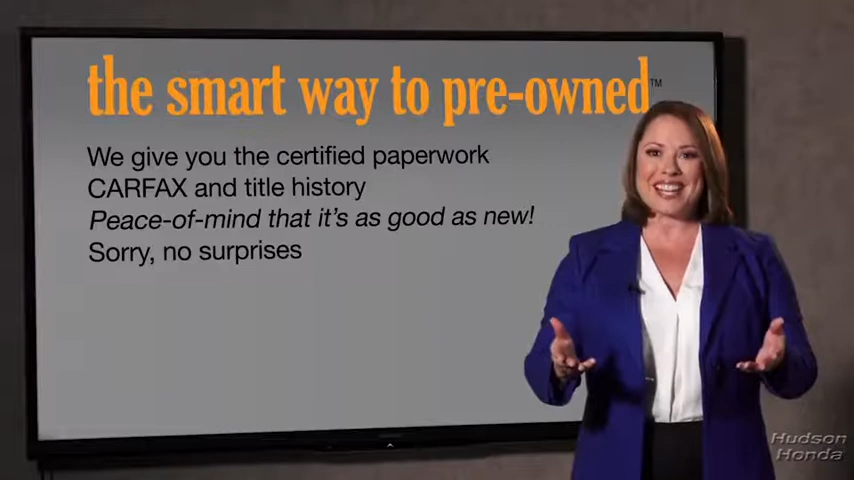 the smart way to pre-owned™
We give you the certified paperwork
CARFAX and title history
Peace-of-mind that it's as good as new!
Sorry, no surprises
Hudson
Honda